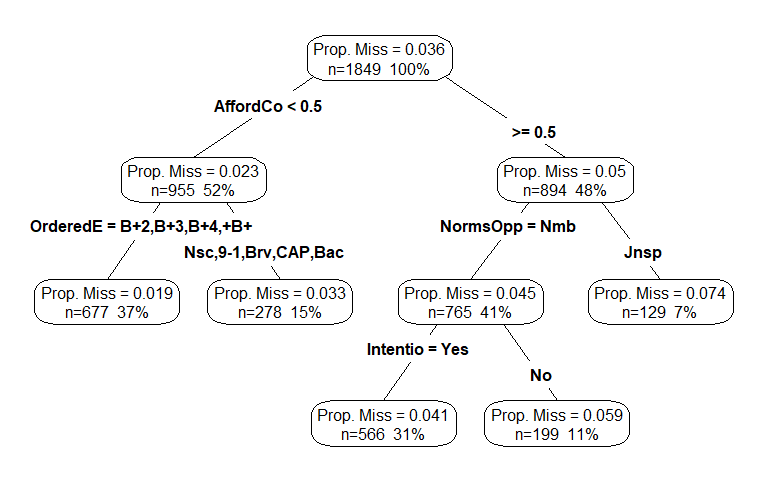 Prop. Miss = 0.036
n=1849 100%
AffordCo < 0.5
>= 0.5
Prop. Miss = 0.023
n=955 52%
Prop. Miss = 0.05
n=894 48%
OrderedE = B+2,B+3,B+4,+B+
Nsc,9-1,Brv,CAP,Bac
NormsOpp = Nmb
Jnsp
Prop. Miss = 0.019
n=677 37%
Prop. Miss = 0.033
n=278 15%
Prop. Miss = 0.045
n=765 41%
Prop. Miss = 0.074
n=129 7%
Intentio = Yes
No
Prop. Miss = 0.041
n=566 31%
Prop. Miss = 0.059
n=199 11%